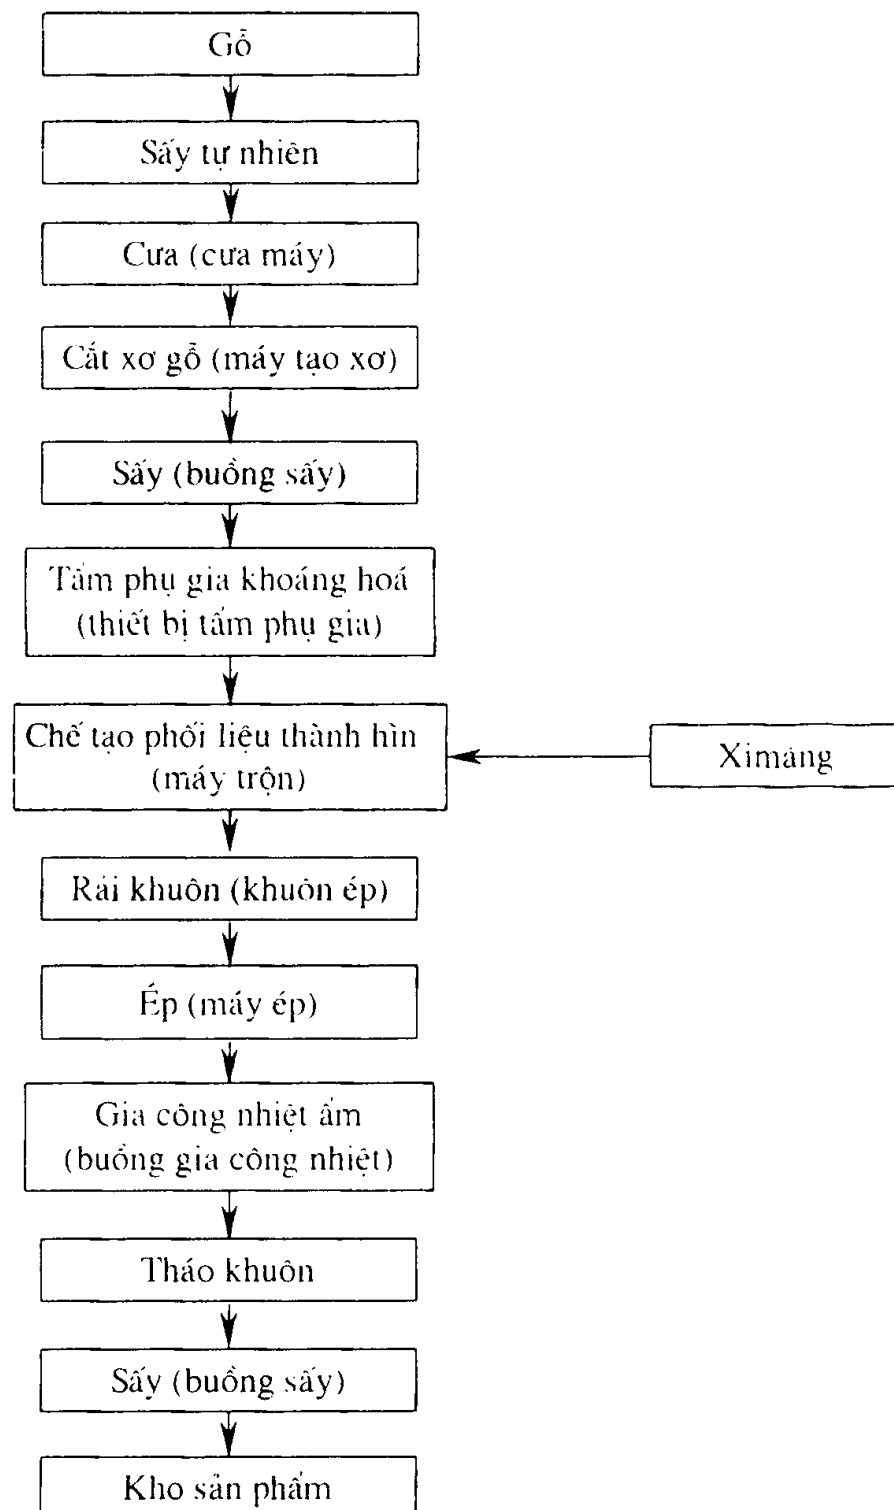 Gỗ
Sấy tự nhiên
Cưa (cưa máy)
Cắt xơ gỗ (máy tạo xơ)
Sấy (buồng sấy)
Tẩm phụ gia khoáng hoá
(thiết bị tẩm phụ gia)
Chế tạo phối liệu thành hìn
(máy trộn)
Ximăng
Rải khuôn (khuôn ép)
Ép (máy ép)
Gia công nhiệt ẩm
(buồng gia công nhiệt)
Tháo khuôn
Sấy (buồng sấy)
Kho sản phẩm